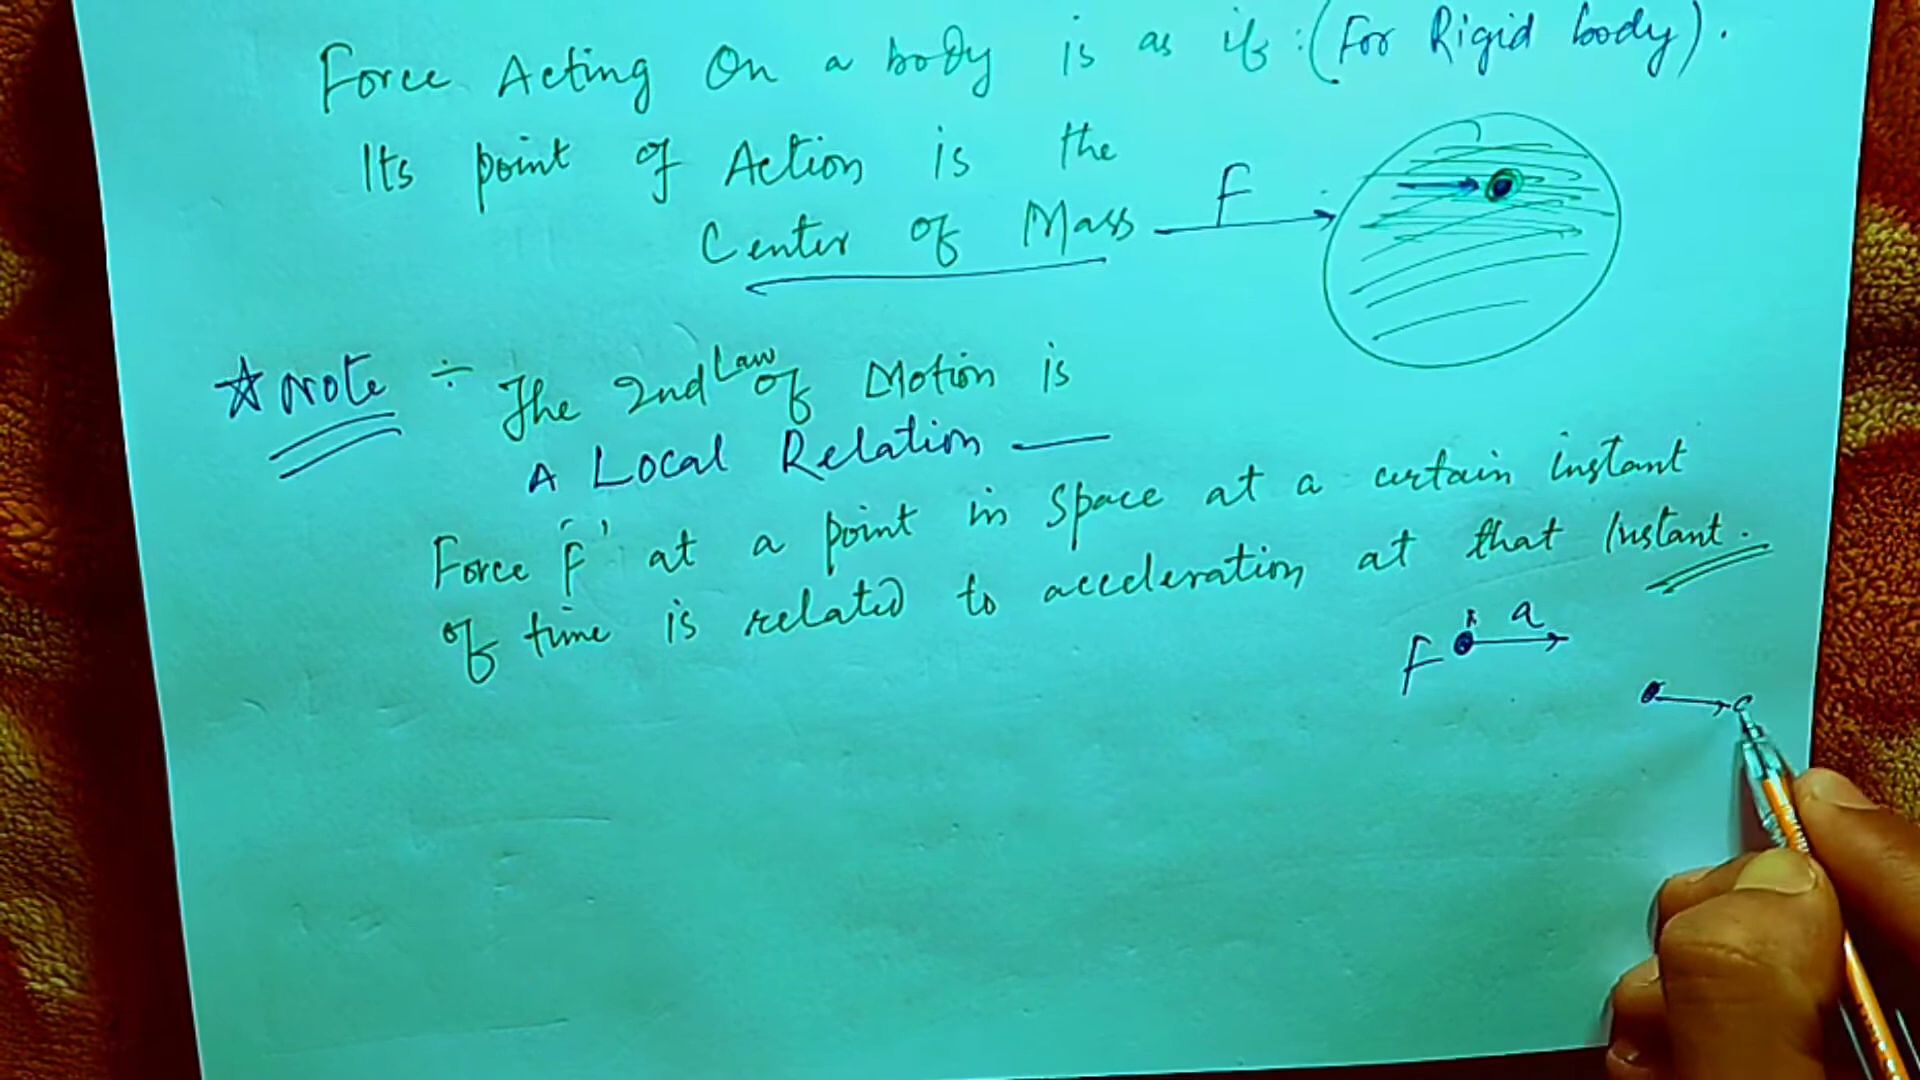 Force Acting On a body is as if : (For Rigid body).
Its point of Action is the
Center of Mass
F
☆ Note ÷ The 2nd Law of Motion is
A Local Relation —
Force 'F' at a point in Space at a certain instant
of time is related to acceleration at that Instant.
F a